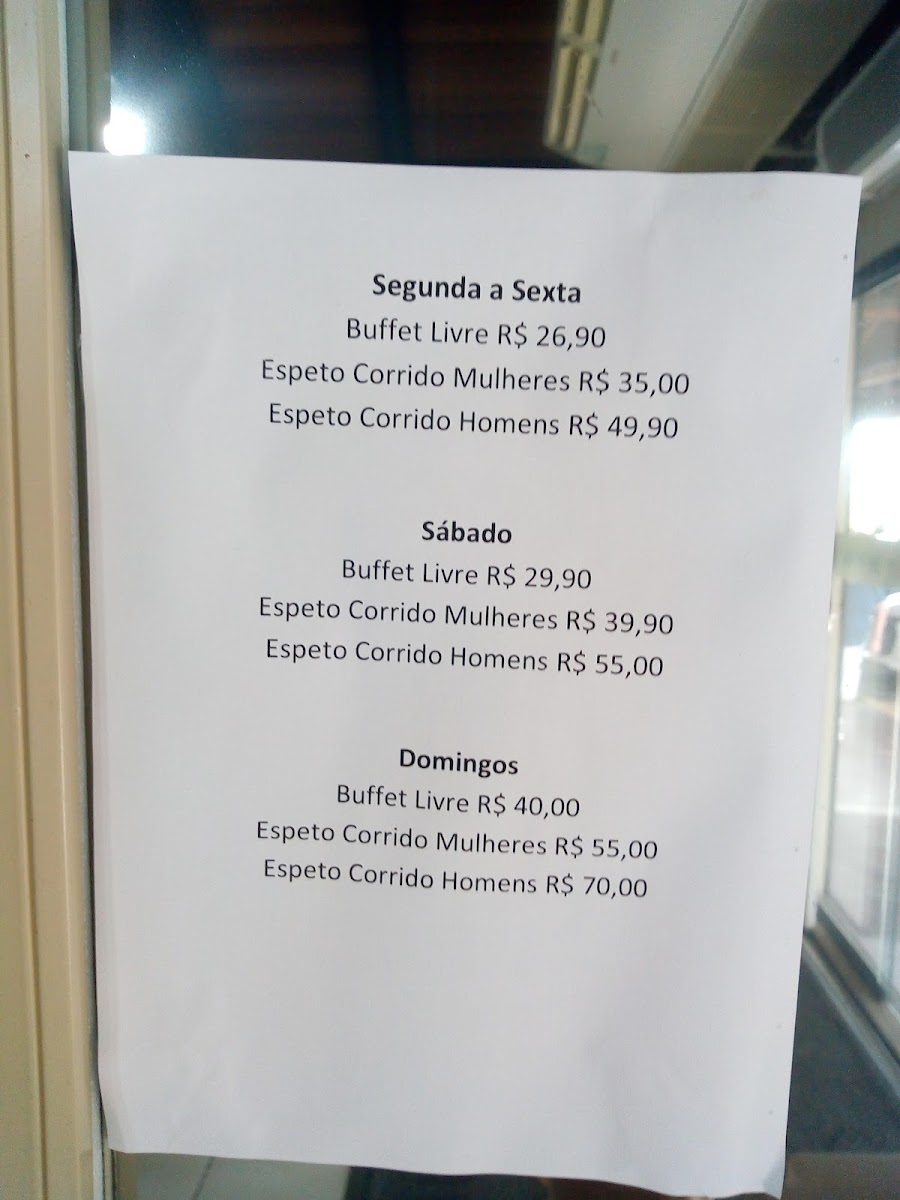 Segunda a Sexta
Buffet Livre R$ 26,90
Espeto Corrido Mulheres R$ 35,00
Espeto Corrido Homens R$ 49,90
Sábado
Buffet Livre R$ 29,90
Espeto Corrido Mulheres R$ 39,90
Espeto Corrido Homens R$ 55,00
Domingos
Buffet Livre R$ 40,00
Espeto Corrido Mulheres R$ 55,00
Espeto Corrido Homens R$ 70,00